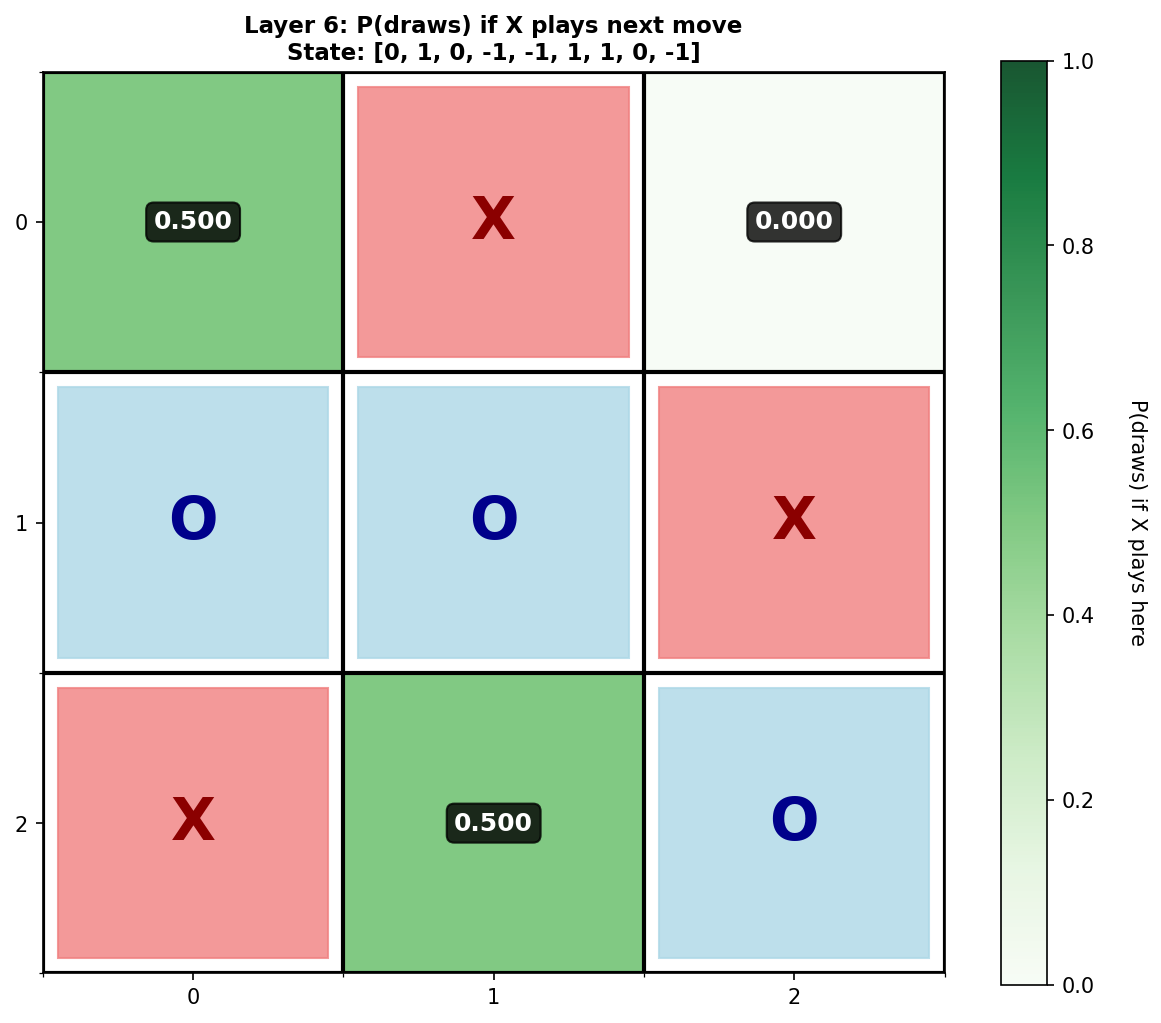 Layer 6: P(draws) if X plays next move
State: [0, 1, 0, -1, -1, 1, 1, 0, -1]
0.500 X 0.000
O O X
X 0.500 O
0
1
2
0 1 2
1.0
0.8
0.6
0.4
0.2
0.0
P(draws) if X plays here